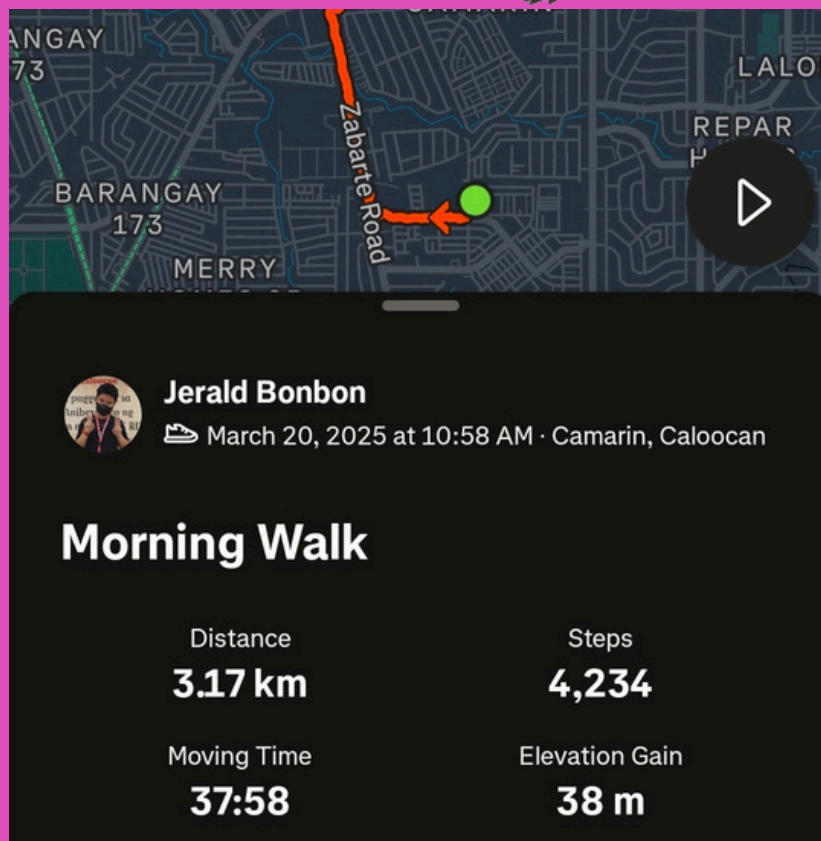 ANGAY
73
LALO
REPAR
Zabarte Road
BARANGAY
173
MERRY
Jerald Bonbon
March 20, 2025 at 10:58 AM · Camarin, Caloocan
Morning Walk
Distance
Steps
3.17 km
4,234
Moving Time
Elevation Gain
37:58
38 m